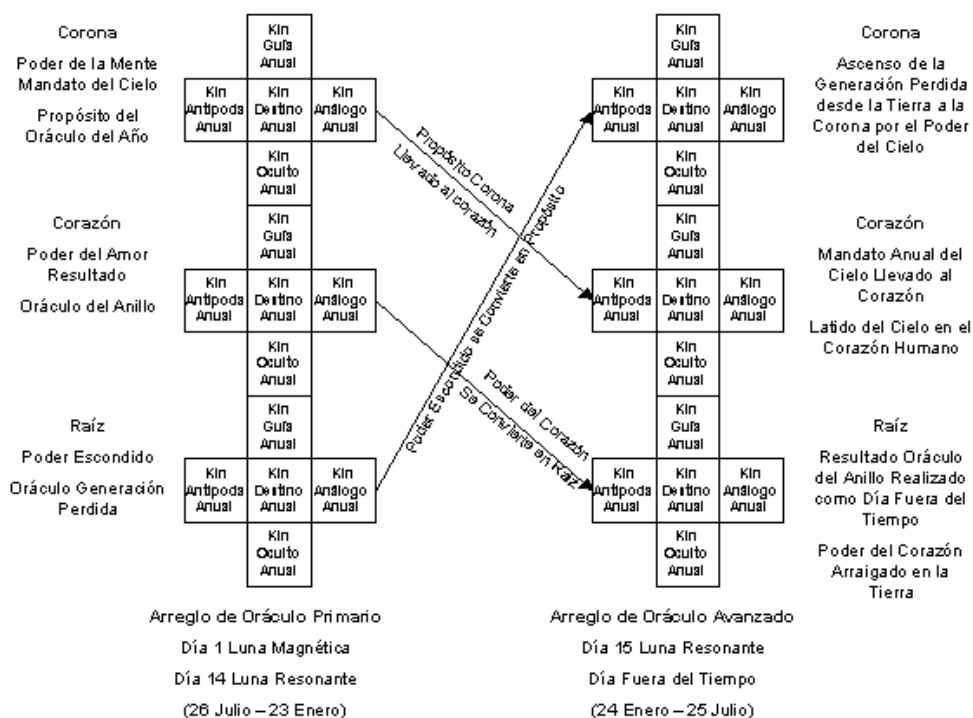 Corona
Poder de la Mente
Mandato del Cielo
Propósito del
Oráculo del Año
Kin
Guía
Anual
Kin
Antípoda
Anual
Kin
Destino
Anual
Kin
Análogo
Anual
Kin
Oculto
Anual
Corazón
Poder del Amor
Resultado
Oráculo del Anillo
Kin
Guía
Anual
Kin
Antípoda
Anual
Kin
Destino
Anual
Kin
Análogo
Anual
Kin
Oculto
Anual
Raíz
Poder Escondido
Oráculo Generación
Perdida
Kin
Guía
Anual
Kin
Antípoda
Anual
Kin
Destino
Anual
Kin
Análogo
Anual
Kin
Oculto
Anual
Arreglo de Oráculo Primario
Día 1 Luna Magnética
Día 14 Luna Resonante
(26 Julio – 23 Enero)
Propósito Corona
Llevado al corazón
Poder Escondido se Convierte en Propósito
Poder del Corazón
Se Convierte en Raíz
Kin
Guía
Anual
Kin
Antípoda
Anual
Kin
Destino
Anual
Kin
Análogo
Anual
Kin
Oculto
Anual
Corona
Ascenso de la
Generación Perdida
desde la Tierra a la
Corona por el Poder
del Cielo
Kin
Guía
Anual
Kin
Antípoda
Anual
Kin
Destino
Anual
Kin
Análogo
Anual
Kin
Oculto
Anual
Corazón
Mandato Anual del
Cielo Llevado al
Corazón
Latido del Cielo en el
Corazón Humano
Kin
Guía
Anual
Kin
Antípoda
Anual
Kin
Destino
Anual
Kin
Análogo
Anual
Kin
Oculto
Anual
Raíz
Resultado Oráculo
del Anillo Realizado
como Día Fuera del
Tiempo
Poder del Corazón
Arraigado en la
Tierra
Arreglo de Oráculo Avanzado
Día 15 Luna Resonante
Día Fuera del Tiempo
(24 Enero – 25 Julio)